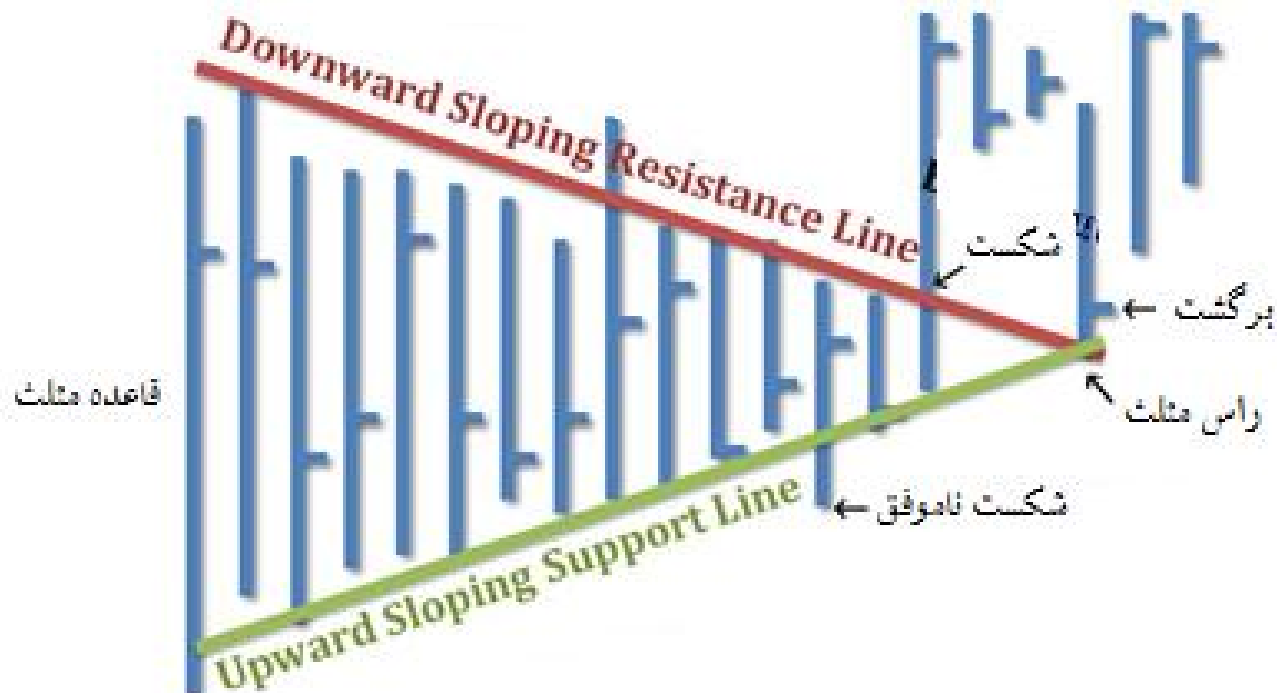 Downward Sloping Resistance Line
شکست
برگشت
قاعده مثلث
راس مثلث
شکست ناموفق
Upward Sloping Support Line